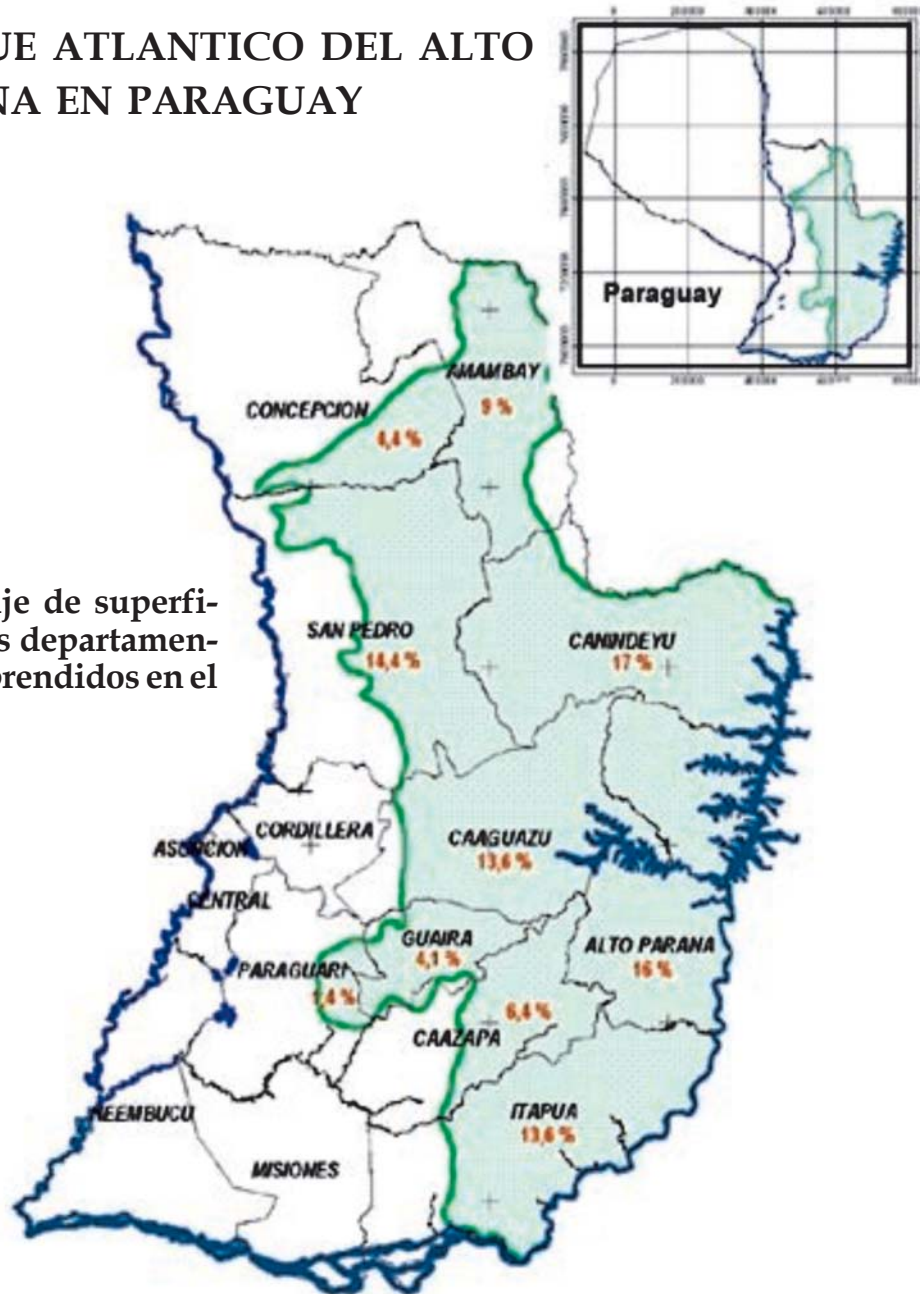 UE ATLANTICO DEL ALTO
NA EN PARAGUAY
Paraguay
AMAMBAY
9 %
CONCEPCION
4,4 %
je de superfi-
s departamen-
prendidos en el
SAN PEDRO
14,4 %
CANINDEYU
17 %
CORDILLERA
ASUNCION
CAAGUAZU
13,6 %
CENTRAL
GUAIRA
4,1 %
ALTO PARANA
16 %
PARAGUARI
1,4 %
6,4 %
CAAZAPA
ÑEEMBUCU
ITAPUA
13,6 %
MISIONES